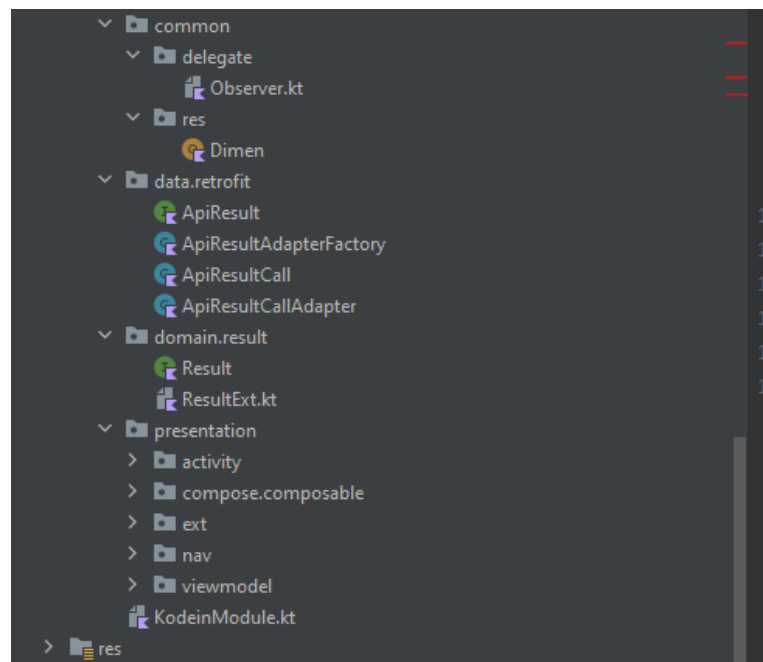 common
delegate
Observer.kt
res
Dimen
data.retrofit
ApiResult
ApiResultAdapterFactory
ApiResultCall
ApiResultCallAdapter
domain.result
Result
ResultExt.kt
presentation
activity
compose.composable
ext
nav
viewmodel
KodeinModule.kt
res